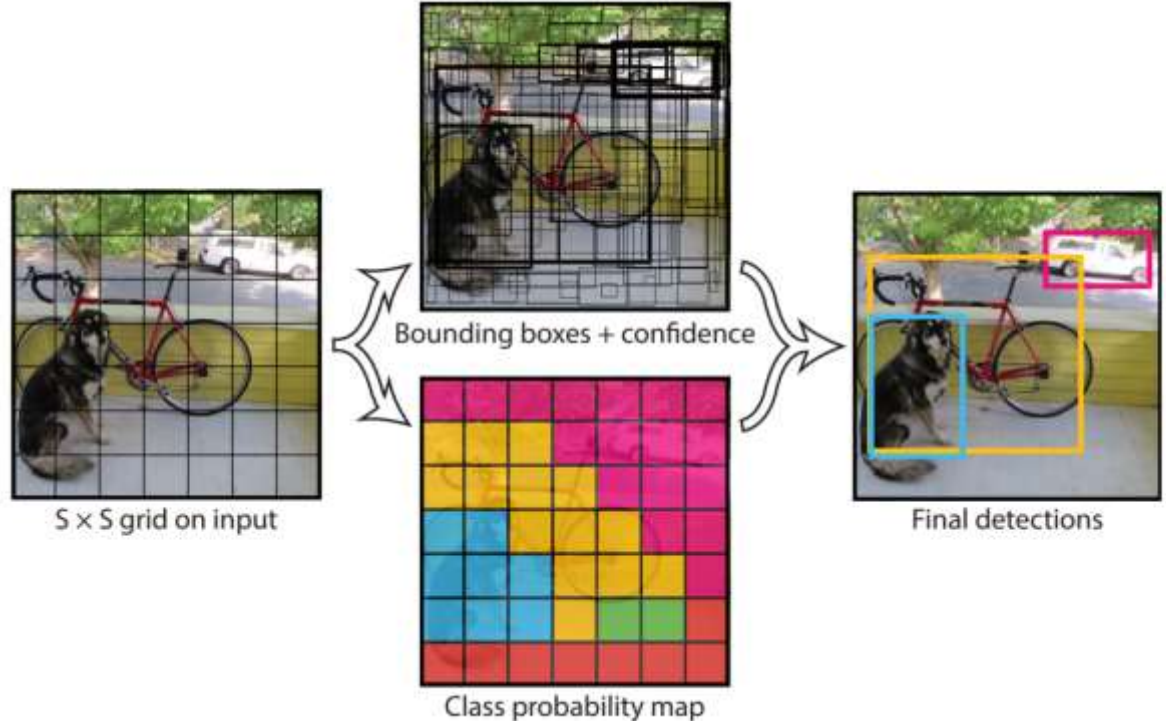 S × S grid on input
Bounding boxes + confidence
Class probability map
Final detections